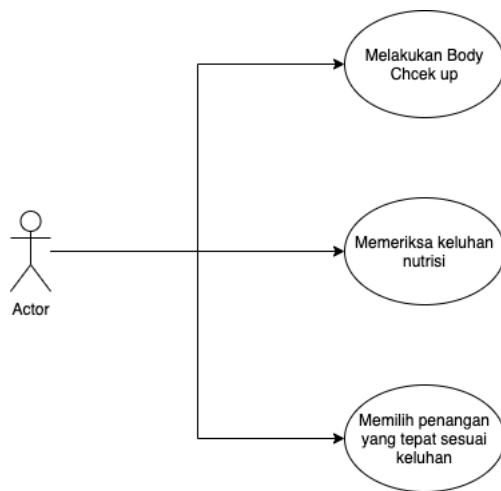 Melakukan Body
Chcek up
Memeriksa keluhan
nutrisi
Actor
Memilih penangan
yang tepat sesuai
keluhan